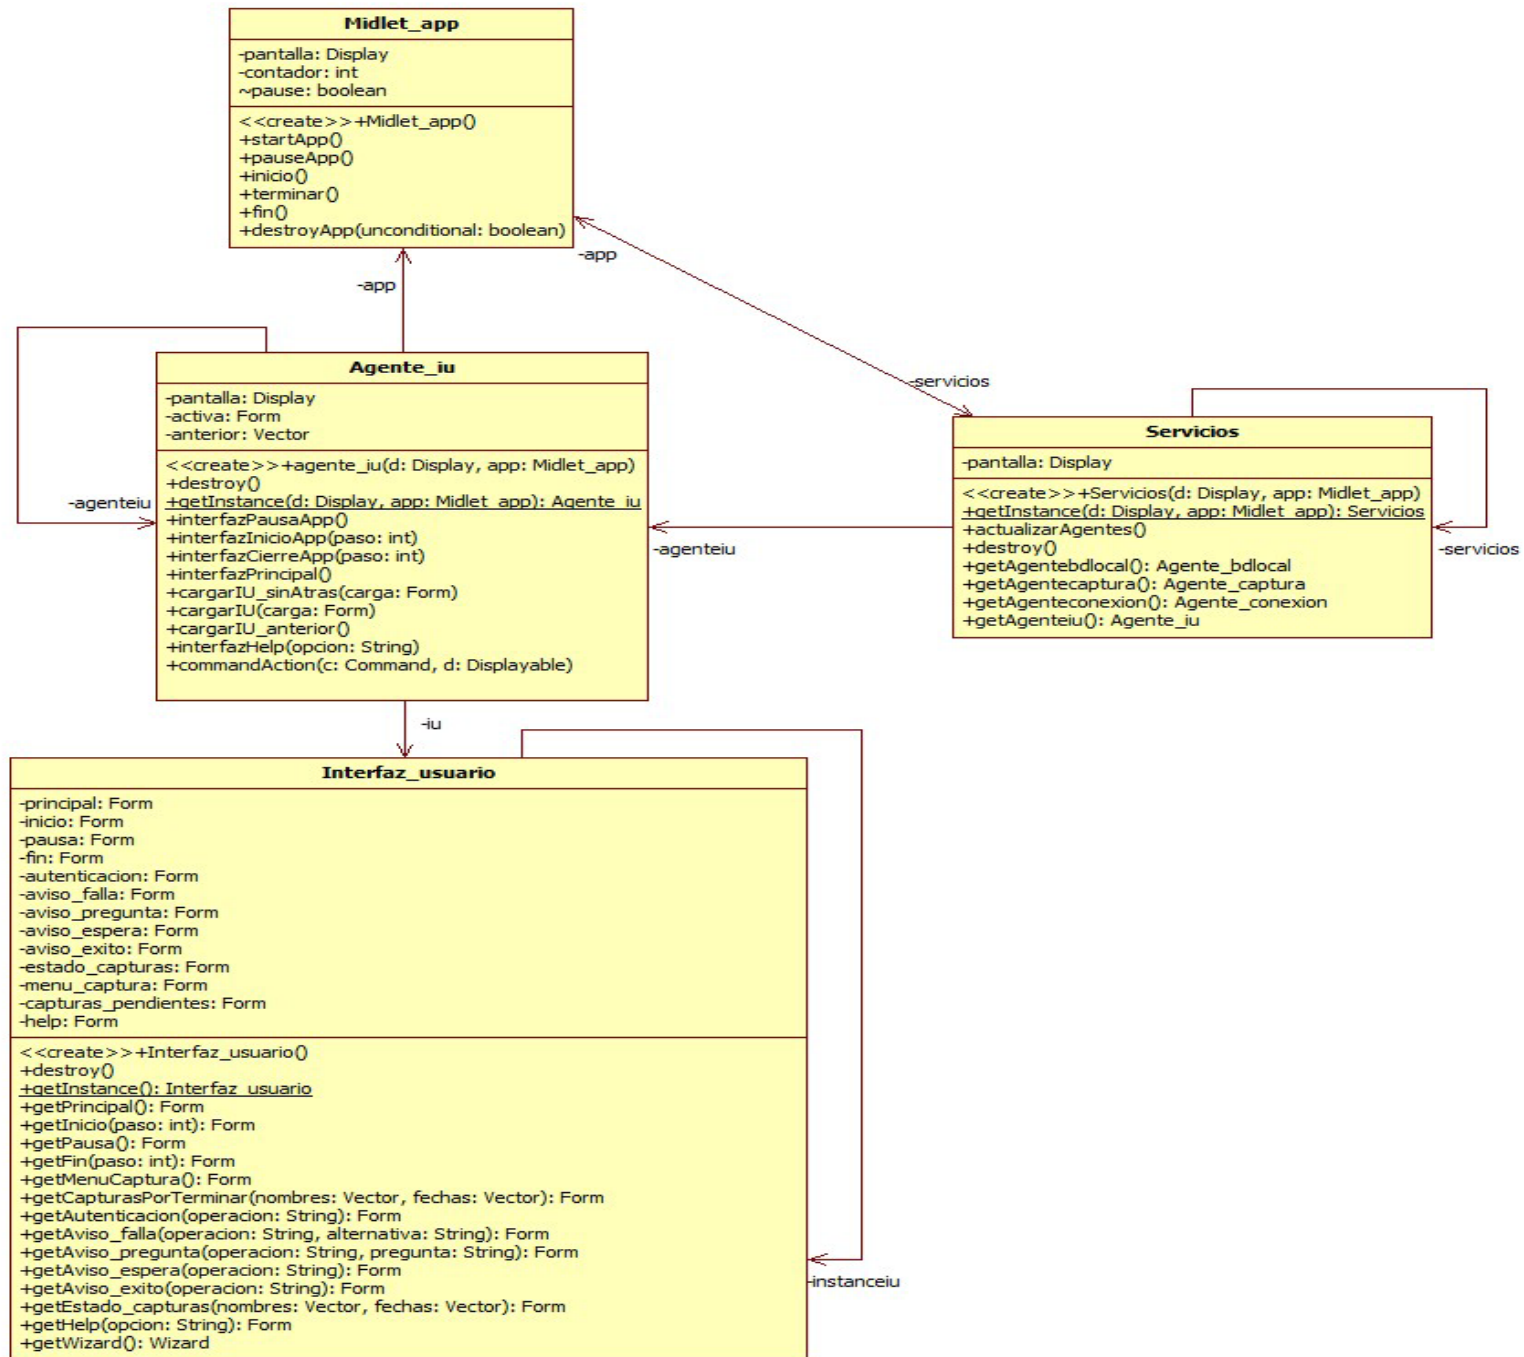 Midlet_app
-pantalla: Display
-contador: int
~pause: boolean
<<create>>+Midlet_app()
+startApp()
+pauseApp()
+inicio()
+terminar()
+fin()
+destroyApp(unconditional: boolean)
-app
-app
-servicios
Agente_iu
-pantalla: Display
-activa: Form
-anterior: Vector
<<create>>+agente_iu(d: Display, app: Midlet_app)
+destroy()
+getInstance(d: Display, app: Midlet_app): Agente_iu
+interfazPausaApp()
+interfazInicioApp(paso: int)
+interfazCierreApp(paso: int)
+interfazPrincipal()
+cargarIU_sinAtras(carga: Form)
+cargarIU(carga: Form)
+cargarIU_anterior()
+interfazHelp(opcion: String)
+commandAction(c: Command, d: Displayable)
-agenteiu
-agenteiu
Servicios
-pantalla: Display
<<create>>+Servicios(d: Display, app: Midlet_app)
+getInstance(d: Display, app: Midlet_app): Servicios
+actualizarAgentes()
+destroy()
+getAgentebdlocal(): Agente_bdlocal
+getAgentecaptura(): Agente_captura
+getAgenteconexion(): Agente_conexion
+getAgenteiu(): Agente_iu
-servicios
-iu
Interfaz_usuario
-principal: Form
-inicio: Form
-pausa: Form
-fin: Form
-autenticacion: Form
-aviso_falla: Form
-aviso_pregunta: Form
-aviso_espera: Form
-aviso_exito: Form
-estado_capturas: Form
-menu_captura: Form
-capturas_pendientes: Form
-help: Form
<<create>>+Interfaz_usuario()
+destroy()
+getInstance(): Interfaz_usuario
+getPrincipal(): Form
+getInicio(paso: int): Form
+getPausa(): Form
+getFin(paso: int): Form
+getMenuCaptura(): Form
+getCapturasPorTerminar(nombres: Vector, fechas: Vector): Form
+getAutenticacion(operacion: String): Form
+getAviso_falla(operacion: String, alternativa: String): Form
+getAviso_pregunta(operacion: String, pregunta: String): Form
+getAviso_espera(operacion: String): Form
+getAviso_exito(operacion: String): Form
+getEstado_capturas(nombres: Vector, fechas: Vector): Form
+getHelp(opcion: String): Form
+getWizard(): Wizard
-instanceiu